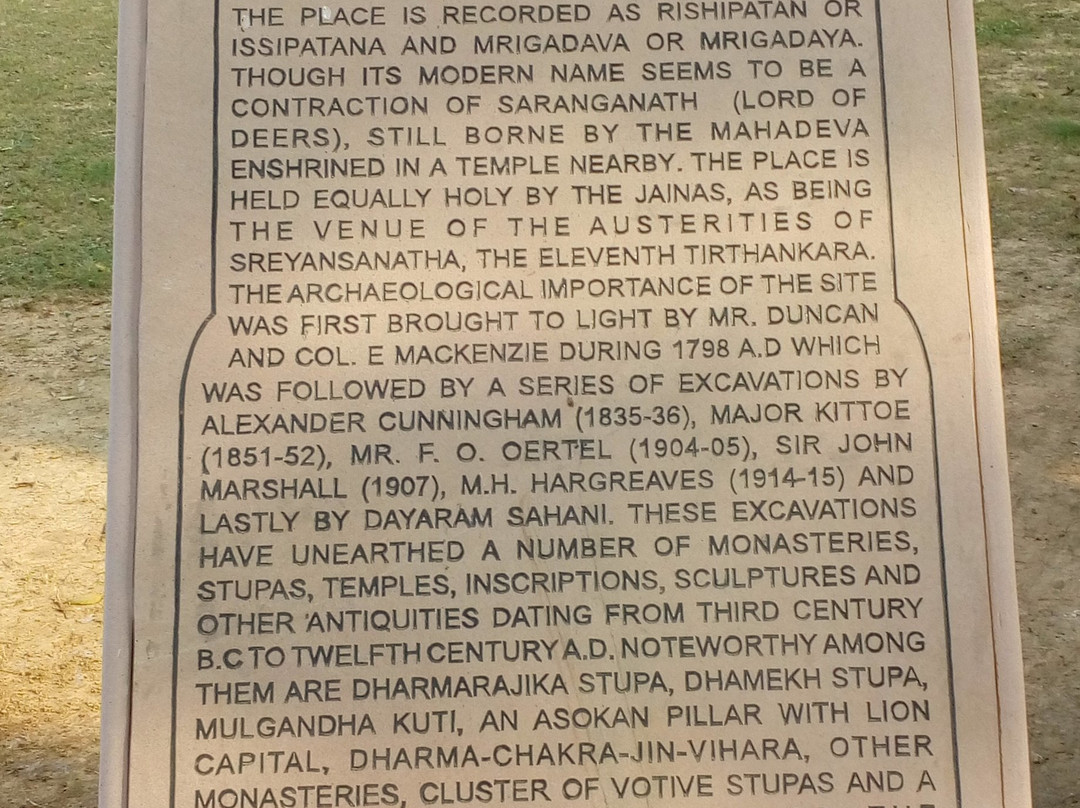 THE PLACE IS RECORDED AS RISHIPATAN OR
ISSIPATANA AND MRIGADAVA OR MRIGADAYA.
THOUGH ITS MODERN NAME SEEMS TO BE A
CONTRACTION OF SARANGANATH (LORD OF
DEERS), STILL BORNE BY THE MAHADEVA
ENSHRINED IN A TEMPLE NEARBY. THE PLACE IS
HELD EQUALLY HOLY BY THE JAINAS, AS BEING
THE VENUE OF THE AUSTERITIES OF
SREYANSANATHA, THE ELEVENTH TIRTHANKARA.
THE ARCHAEOLOGICAL IMPORTANCE OF THE SITE
WAS FIRST BROUGHT TO LIGHT BY MR. DUNCAN
AND COL. E MACKENZIE DURING 1798 A.D WHICH
WAS FOLLOWED BY A SERIES OF EXCAVATIONS BY
ALEXANDER CUNNINGHAM (1835-36), MAJOR KITTOE
(1851-52), MR. F. O. OERTEL (1904-05), SIR JOHN
MARSHALL (1907), M.H. HARGREAVES (1914-15) AND
LASTLY BY DAYARAM SAHANI. THESE EXCAVATIONS
HAVE UNEARTHED A NUMBER OF MONASTERIES,
STUPAS, TEMPLES, INSCRIPTIONS, SCULPTURES AND
OTHER ANTIQUITIES DATING FROM THIRD CENTURY
B.C TO TWELFTH CENTURY A.D. NOTEWORTHY AMONG
THEM ARE DHARMARAJIKA STUPA, DHAMEKH STUPA,
MULGANDHA KUTI, AN ASOKAN PILLAR WITH LION
CAPITAL, DHARMA-CHAKRA-JIN-VIHARA, OTHER
MONASTERIES, CLUSTER OF VOTIVE STUPAS AND A